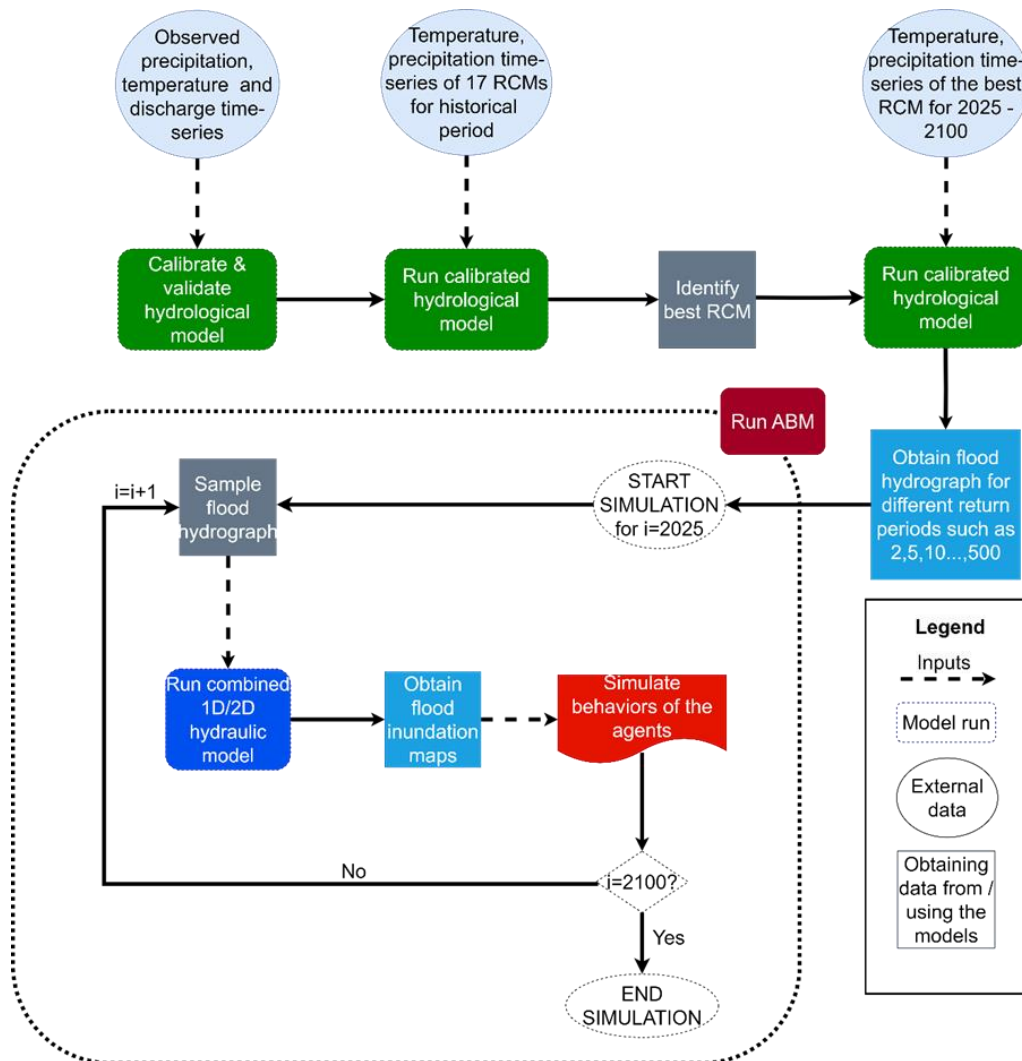 Observed
precipitation,
temperature and
discharge time-
series
Temperature,
precipitation time-
series of 17 RCMs
for historical
period
Temperature,
precipitation time-
series of the best
RCM for 2025 -
2100
Calibrate &
validate
hydrological
model
Run calibrated
hydrological
model
Identify
best RCM
Run calibrated
hydrological
model
Run ABM
Obtain flood
hydrograph for
different return
periods such as
2,5,10...,500
START
SIMULATION
for i=2025
i=i+1
Sample
flood
hydrograph
Run combined
1D/2D
hydraulic
model
Obtain
flood
inundation
maps
Simulate
behaviors of the
agents
No
i=2100?
Yes
END
SIMULATION
Legend
Inputs
Model run
External
data
Obtaining
data from /
using the
models